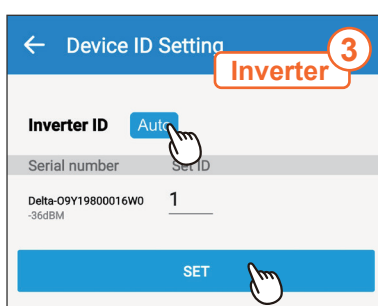 ← Device ID Setting
Inverter
3
Inverter ID Auto
Serial number Set ID
Delta-O9Y19800016W0 1
-36dBM
SET